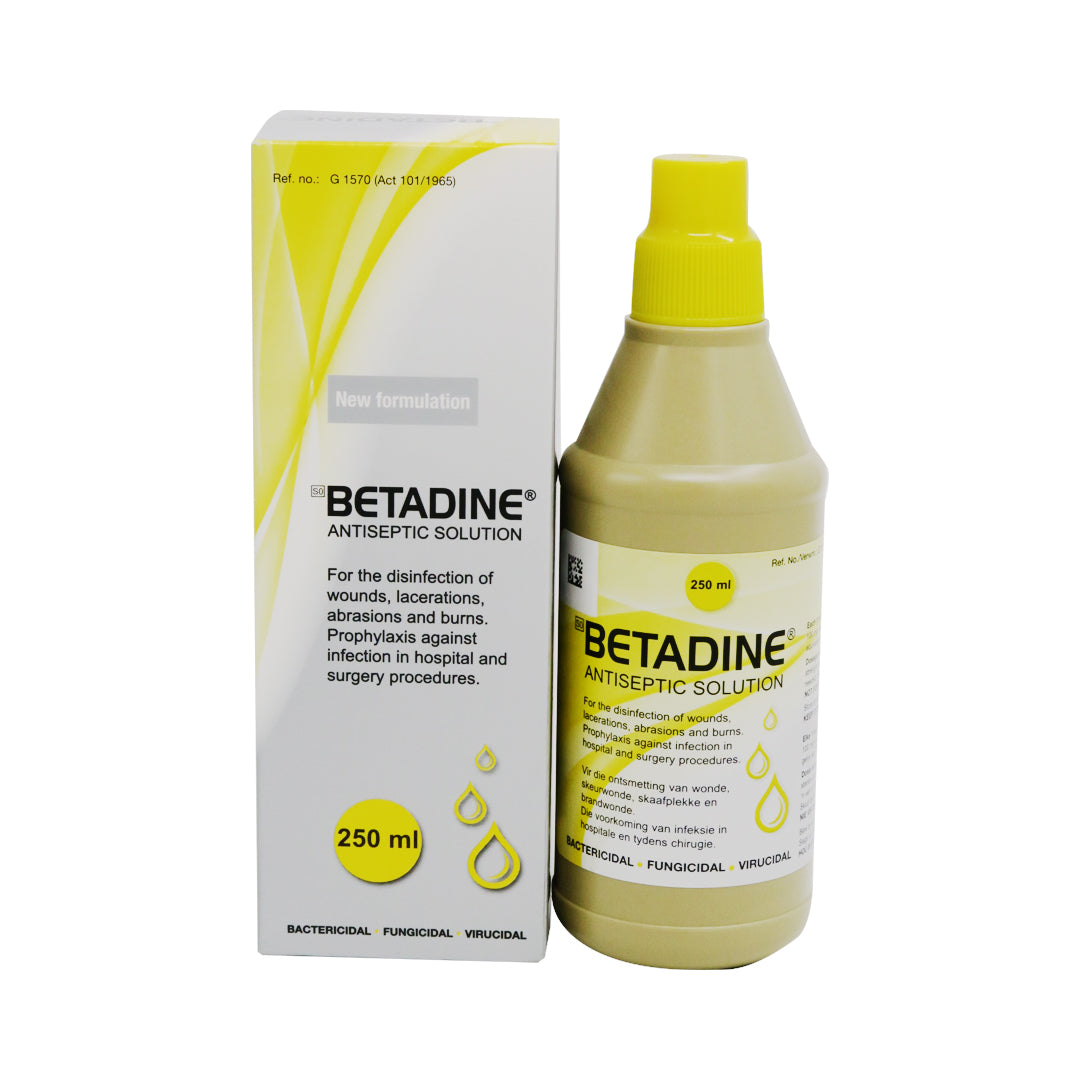 BETADINE
Ref. no.: G 1570 (Act 101/1965)
New formulation
S0 BETADINE®
ANTISEPTIC SOLUTION
For the disinfection of
wounds, lacerations,
abrasions and burns.
Prophylaxis against
infection in hospital and
surgery procedures.
250 ml
BACTERICIDAL • FUNGICIDAL • VIRUCIDAL
Ref. No./Verw.
250 ml
S0 BETADINE®
ANTISEPTIC SOLUTION
For the disinfection of wounds,
lacerations, abrasions and burns.
Prophylaxis against infection in
hospital and surgery procedures.
Vir die ontsmetting van wonde,
skeurwonde, skaafplekke en
brandwonde.
Die voorkoming van infeksie in
hospitale en tydens chirugie.
BACTERICIDAL • FUNGICIDAL • VIRUCIDAL